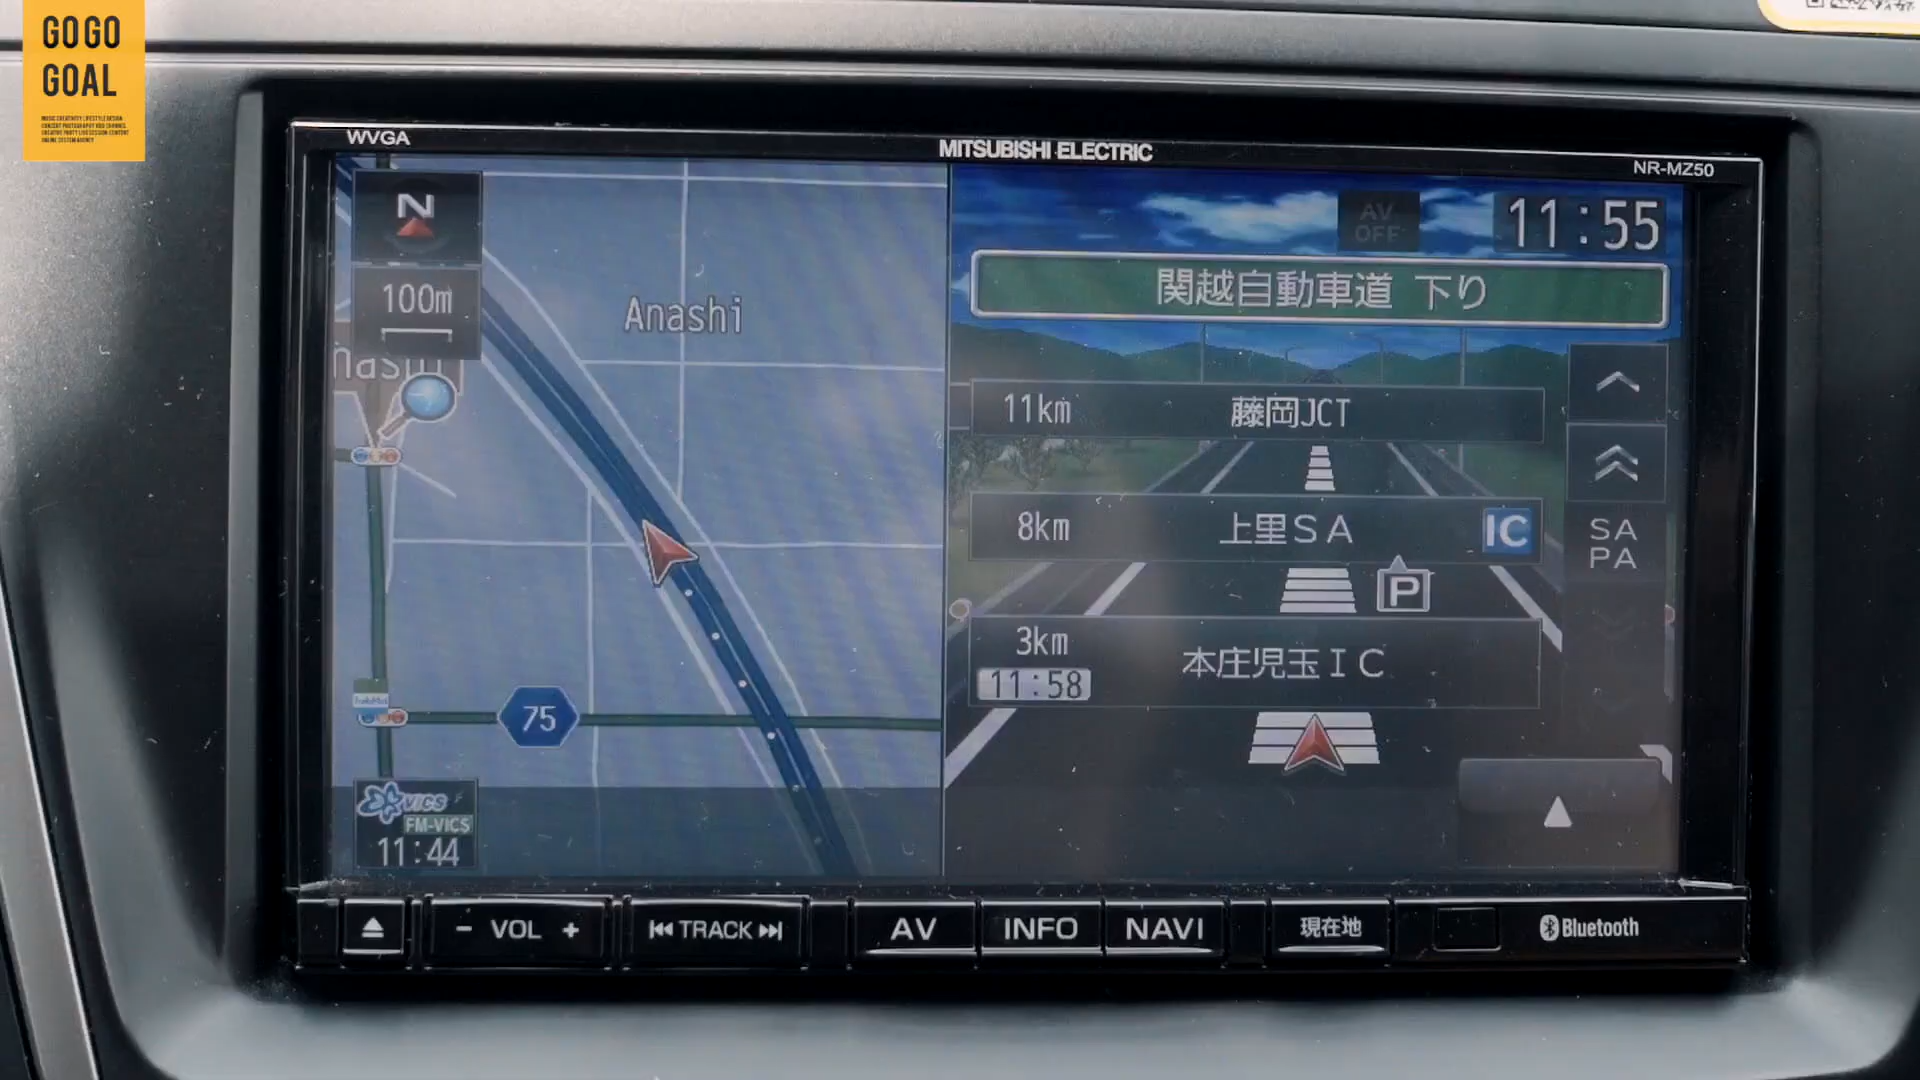 GO GO
GOAL
WVGA
MITSUBISHI ELECTRIC
NR-MZ50
N
100m
Anashi
75
VICS
FM-VICS
11:44
AV
OFF
11:55
関越自動車道 下り
11km 藤岡JCT
8km 上里SA IC
P
SA
PA
3km
11:58
本庄児玉IC
- VOL +
TRACK
AV
INFO
NAVI
現在地
Bluetooth